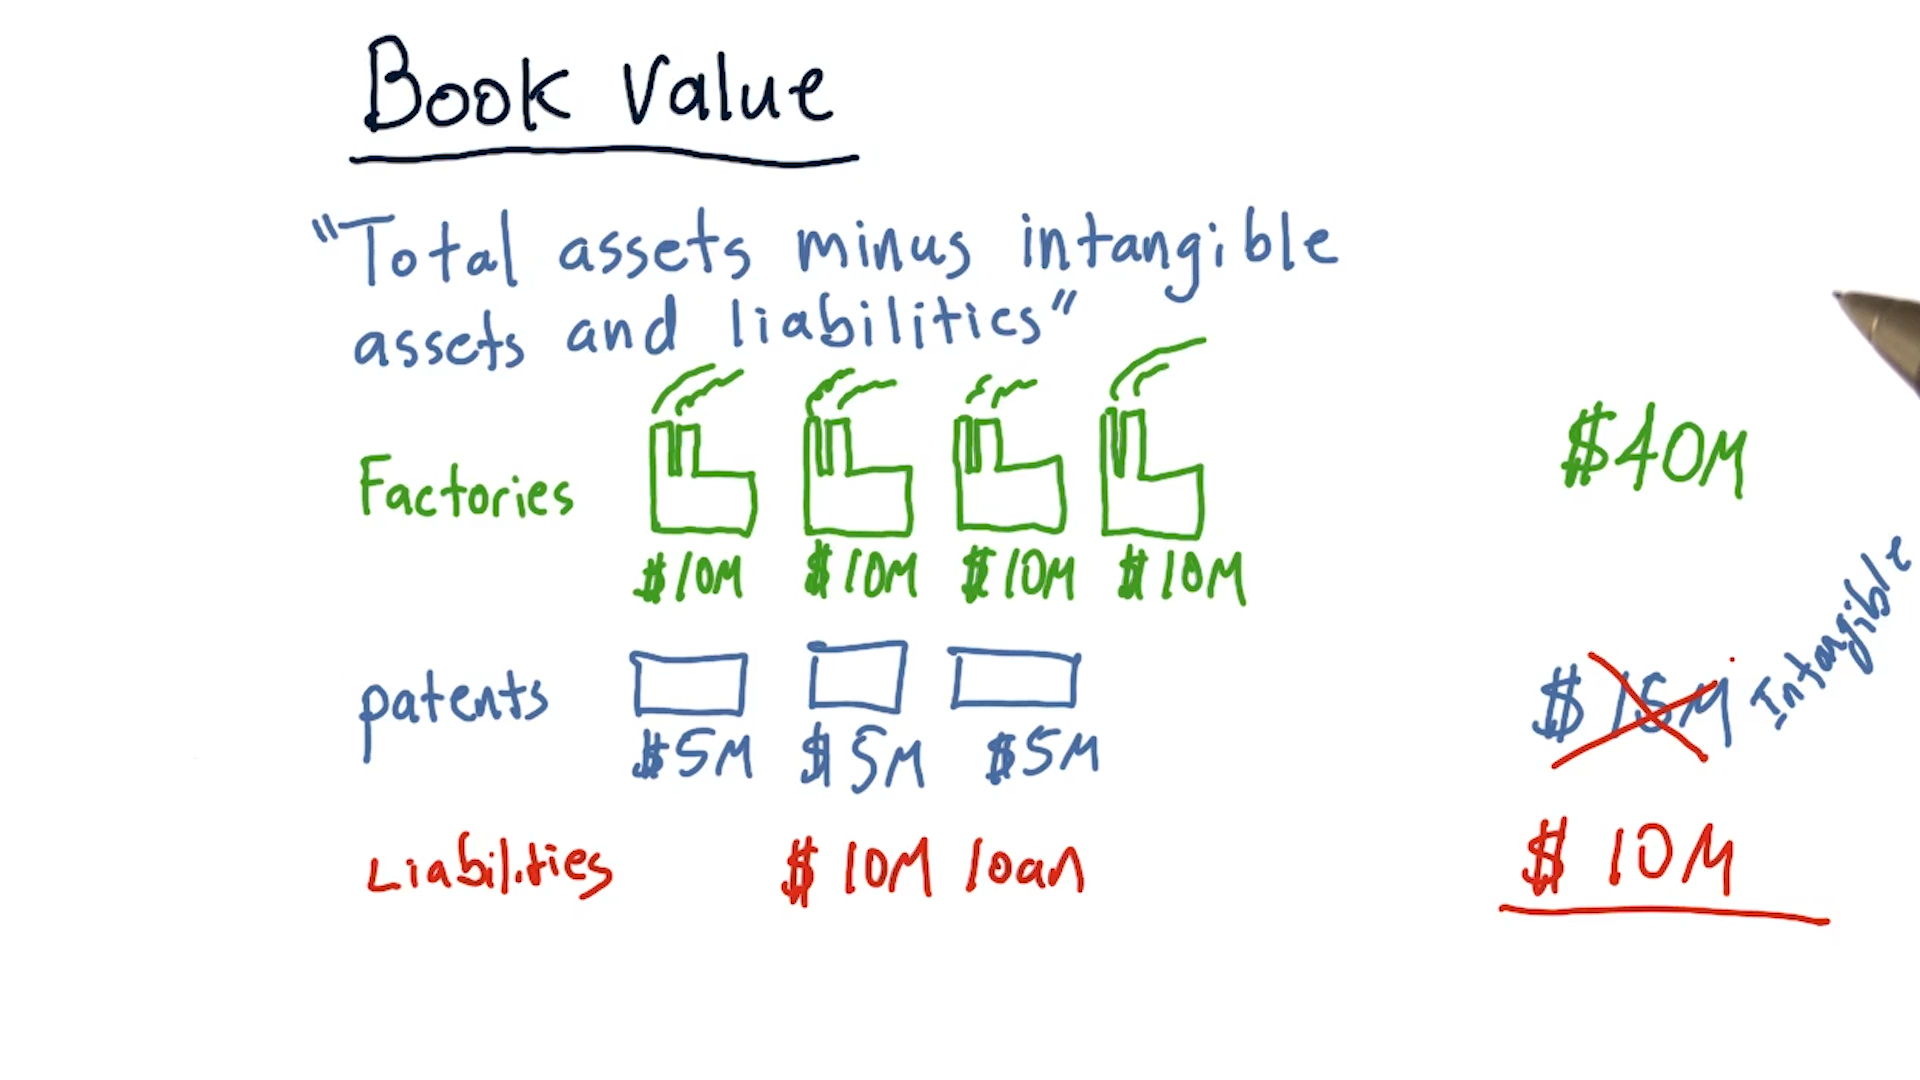 Book Value
"Total assets minus intangible
assets and liabilities"
Factories
$40M
$10M $10M $10M $10M
Intangible
patents
$15M
$5M $5M $5M
Liabilities $10M loan $10M